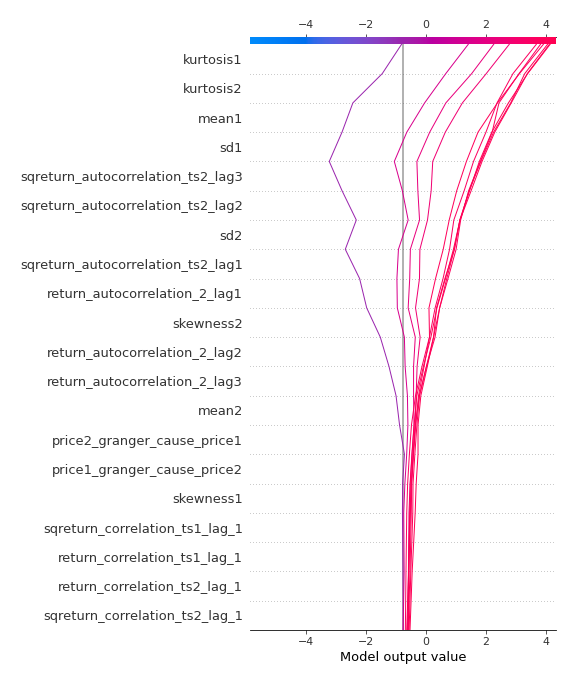 −4 −2 0 2 4
kurtosis1
kurtosis2
mean1
sd1
sqreturn_autocorrelation_ts2_lag3
sqreturn_autocorrelation_ts2_lag2
sd2
sqreturn_autocorrelation_ts2_lag1
return_autocorrelation_2_lag1
skewness2
return_autocorrelation_2_lag2
return_autocorrelation_2_lag3
mean2
price2_granger_cause_price1
price1_granger_cause_price2
skewness1
sqreturn_correlation_ts1_lag_1
return_correlation_ts1_lag_1
return_correlation_ts2_lag_1
sqreturn_correlation_ts2_lag_1
−4 −2 0 2 4
Model output value